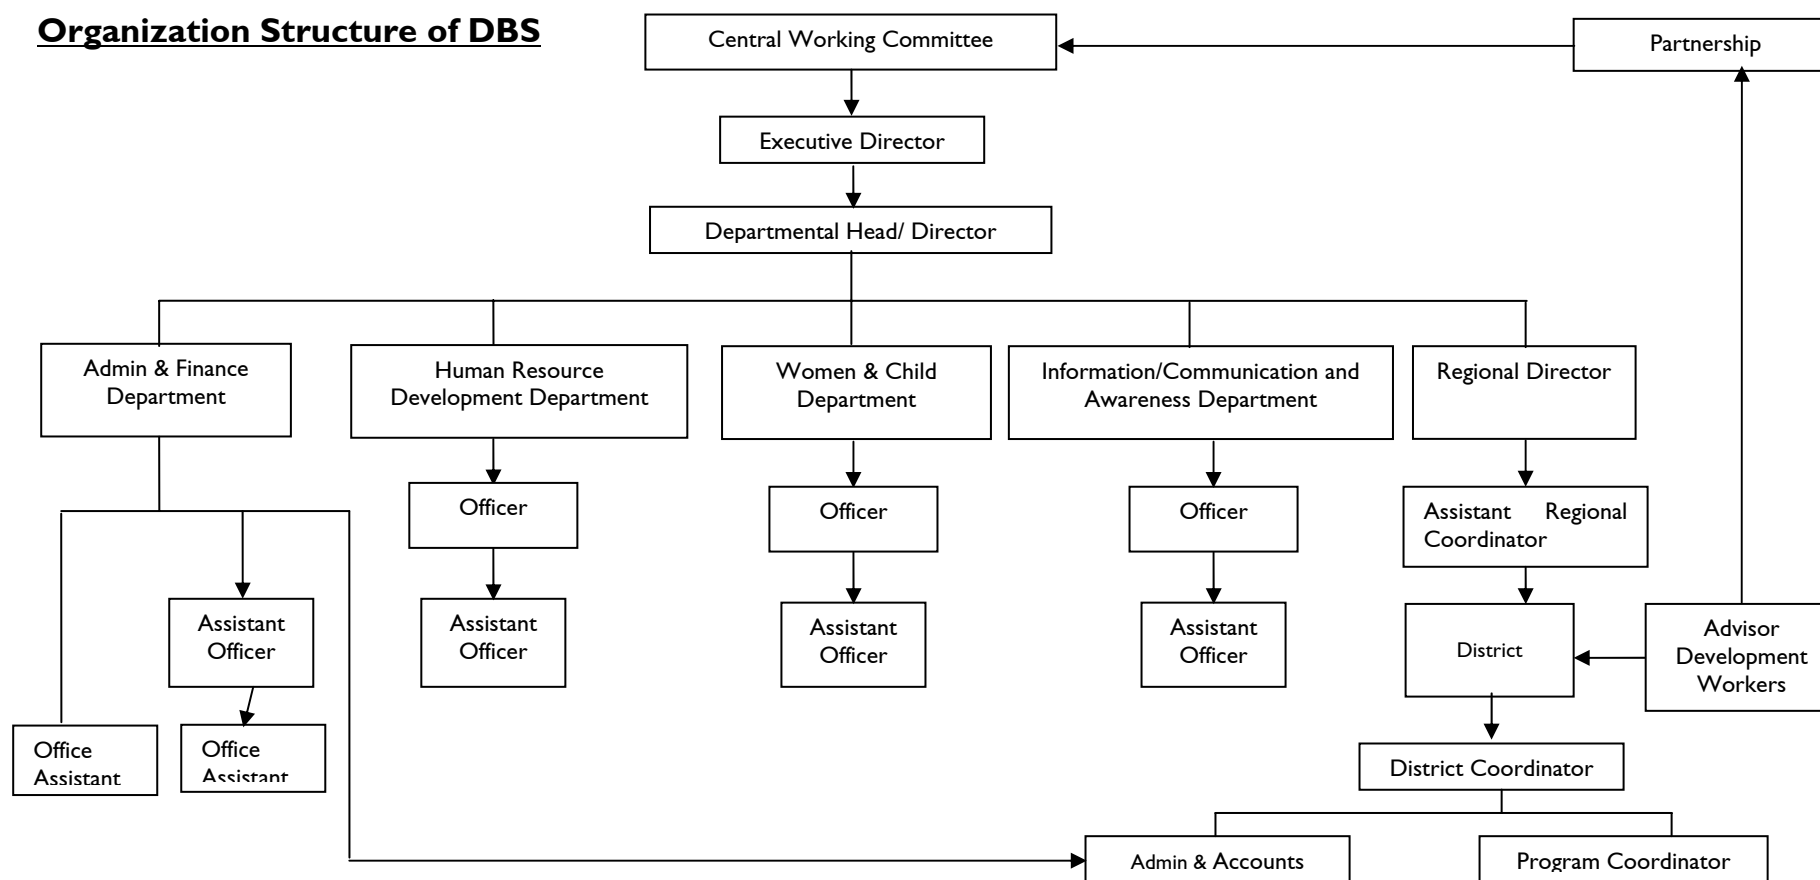 Organization Structure of DBS
Central Working Committee
Partnership
Executive Director
Departmental Head/ Director
Admin & Finance
Department
Human Resource
Development Department
Women & Child
Department
Information/Communication and
Awareness Department
Regional Director
Officer
Officer
Officer
Assistant Regional
Coordinator
Assistant
Officer
Assistant
Officer
Assistant
Officer
Assistant
Officer
District
Advisor
Development
Workers
Office
Assistant
Office
Assistant
District Coordinator
Admin & Accounts
Program Coordinator